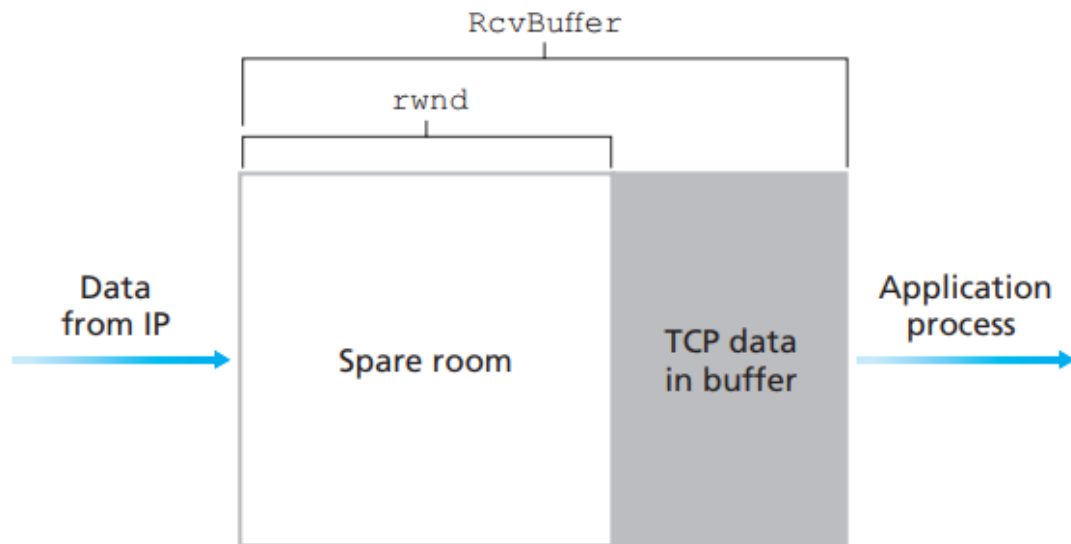 RcvBuffer
rwnd
Data
from IP
Spare room
TCP data
in buffer
Application
process